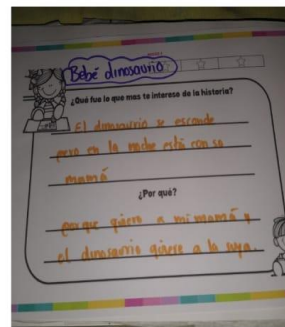 Bebé dinosaurio
¿Qué fue lo que mas te intereso de la historia?
El dinosaurio se esconde
pero en la noche está con su
mamá
¿Por qué?
porque quiero a mi mamá y
el dinosaurio quiere a la suya.